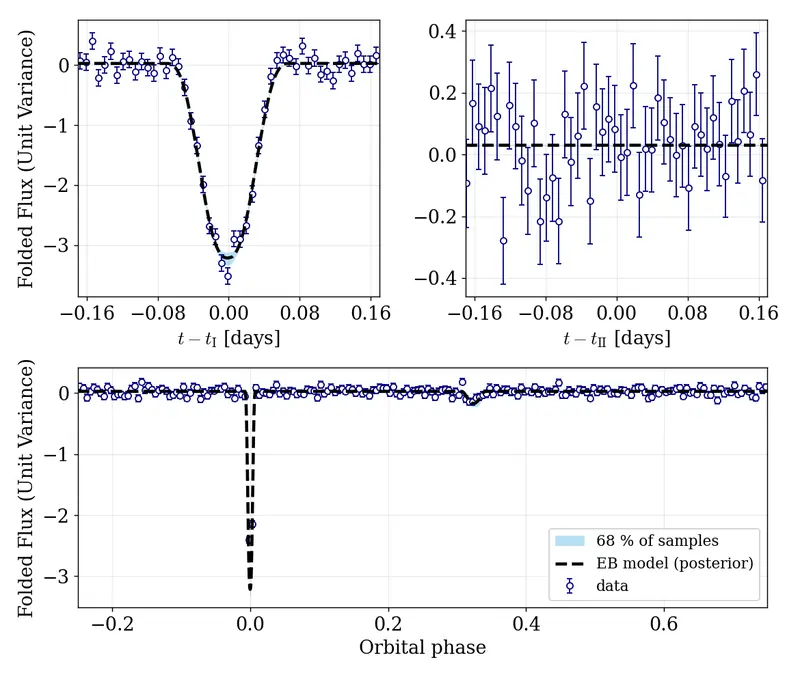 Folded Flux (Unit Variance)
0
−1
−2
−3
−0.16 −0.08 0.00 0.08 0.16
t − tI [days]
0.4
0.2
0.0
−0.2
−0.4
−0.16 −0.08 0.00 0.08 0.16
t − tII [days]
Folded Flux (Unit Variance)
0
−1
−2
−3
68 % of samples
EB model (posterior)
data
−0.2 0.0 0.2 0.4 0.6
Orbital phase